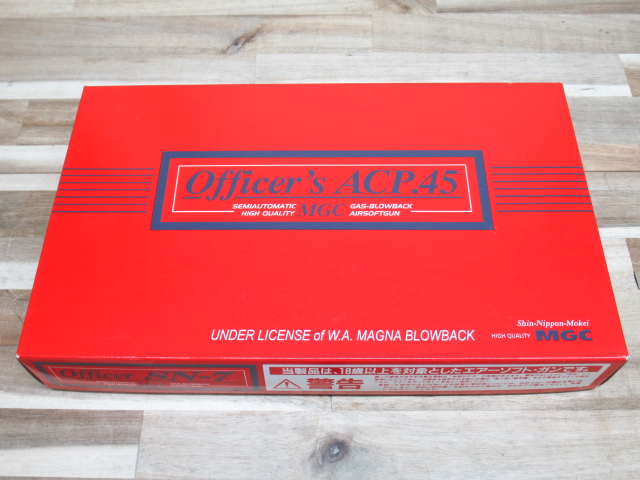 Officer's ACP.45
SEMIAUTOMATIC
HIGH QUALITY
MGC
GAS-BLOWBACK
AIRSOFTGUN
UNDER LICENSE of W.A. MAGNA BLOWBACK
Shin-Nippon-Mokei
HIGH QUALITY MGC
Officer SN-7
当製品は、18歳以上を対象としたエアーソフト・ガンです。
警告